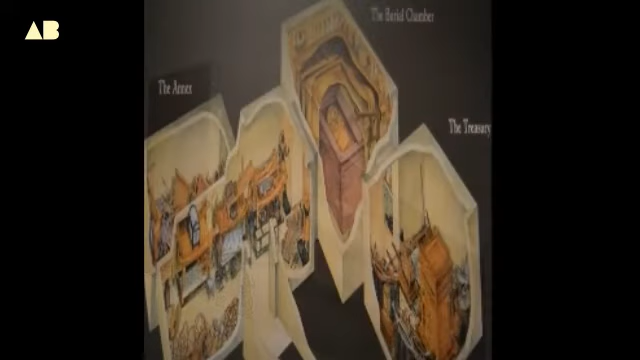 AB
The Burial Chamber
The Annex
The Treasury